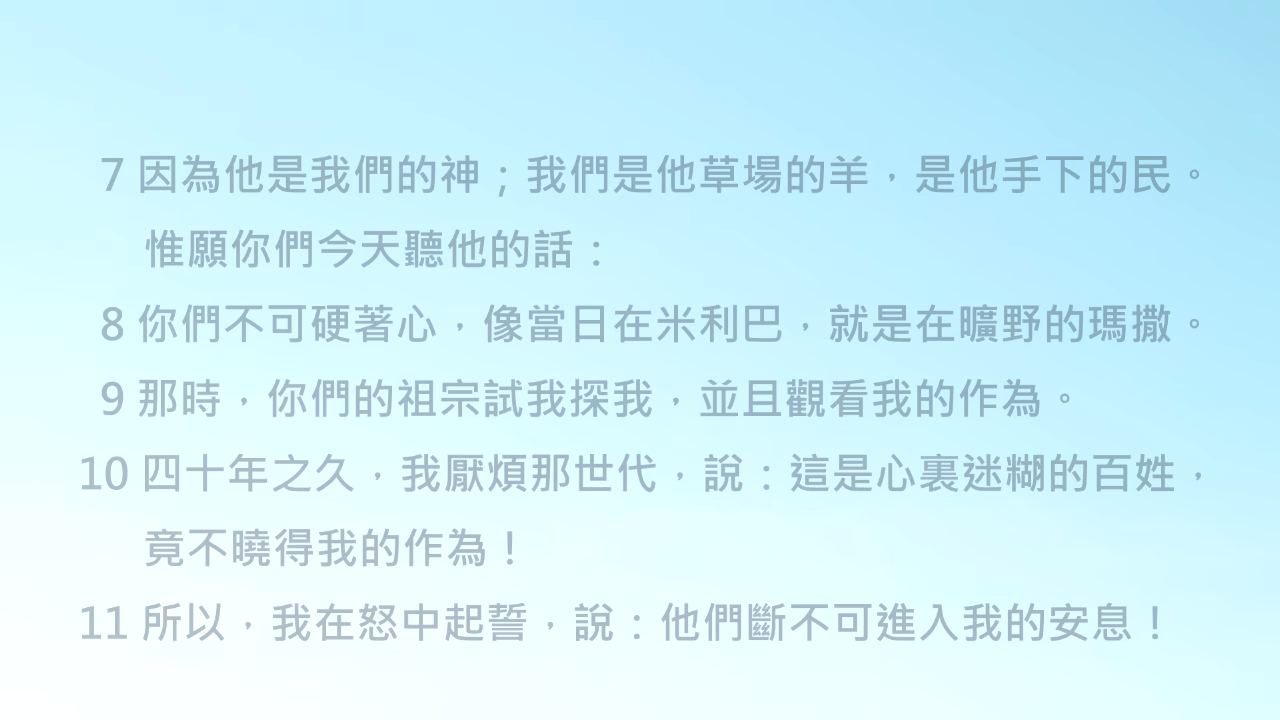 7 因為他是我們的神；我們是他草場的羊，是他手下的民。
惟願你們今天聽他的話：
8 你們不可硬著心，像當日在米利巴，就是在曠野的瑪撒。
9 那時，你們的祖宗試我探我，並且觀看我的作為。
10 四十年之久，我厭煩那世代，說：這是心裏迷糊的百姓，
竟不曉得我的作為！
11 所以，我在怒中起誓，說：他們斷不可進入我的安息！